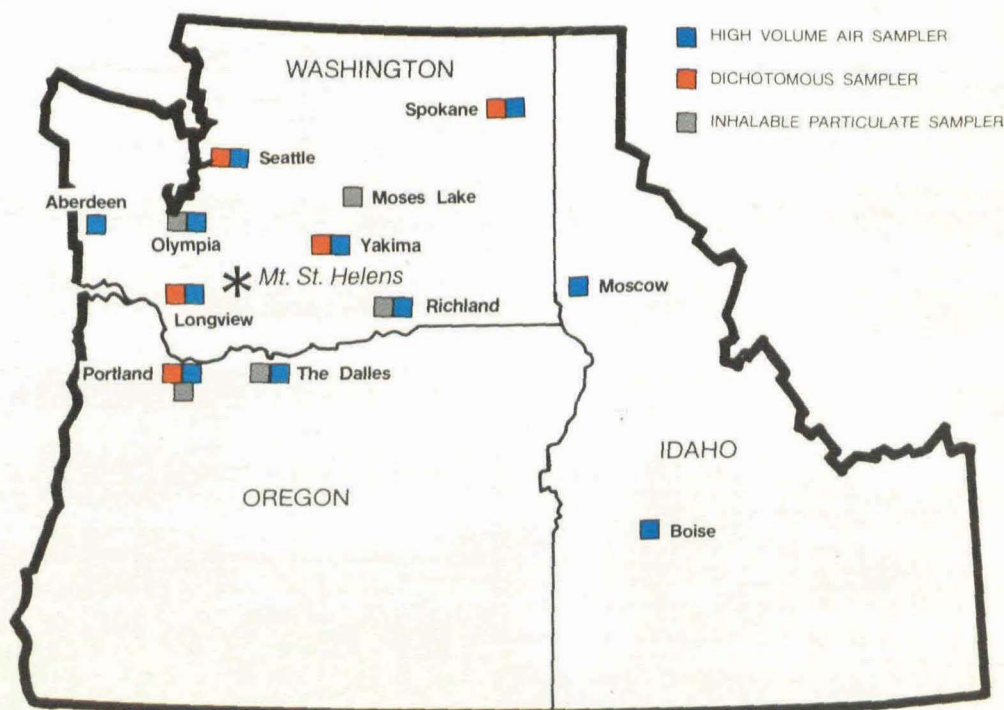 HIGH VOLUME AIR SAMPLER
WASHINGTON
DICHOTOMOUS SAMPLER
Spokane
INHALABLE PARTICULATE SAMPLER
Seattle
Moses Lake
Aberdeen
Olympia
Yakima
Mt. St. Helens
Moscow
Longview
Richland
Portland
The Dalles
IDAHO
OREGON
Boise